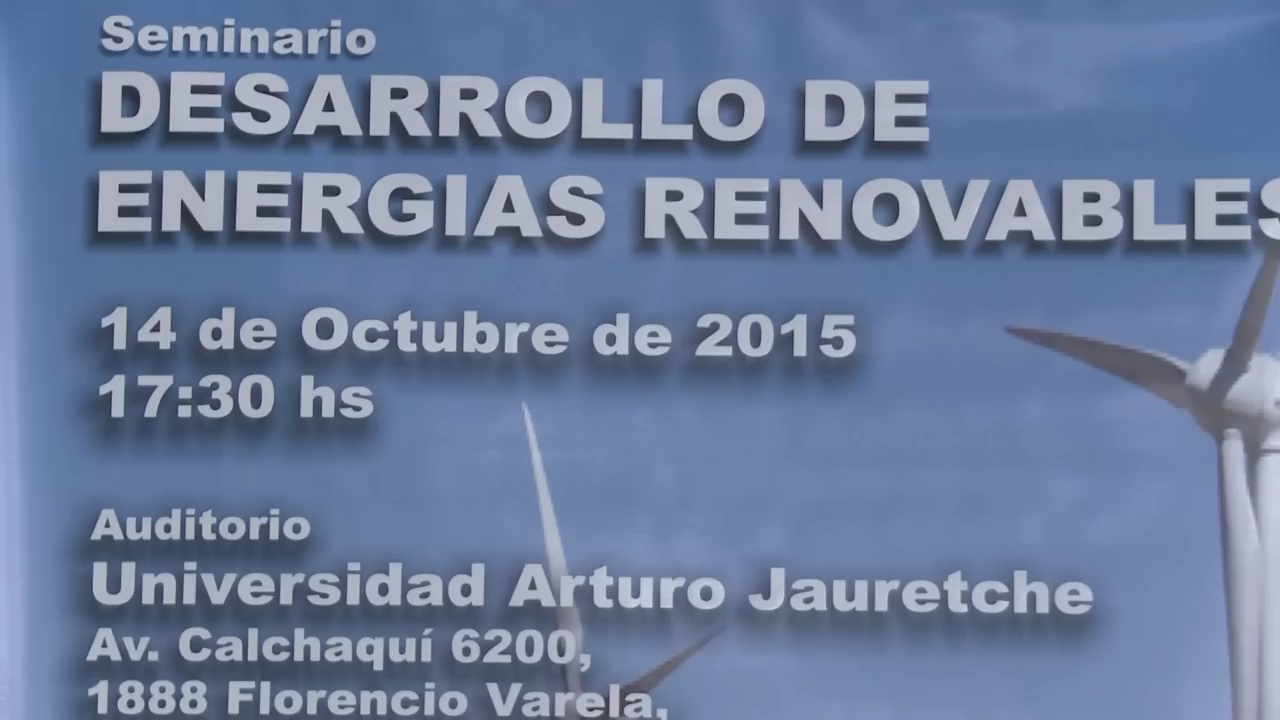 Seminario
DESARROLLO DE
ENERGIAS RENOVABLES
14 de Octubre de 2015
17:30 hs
Auditorio
Universidad Arturo Jauretche
Av. Calchaquí 6200,
1888 Florencio Varela,